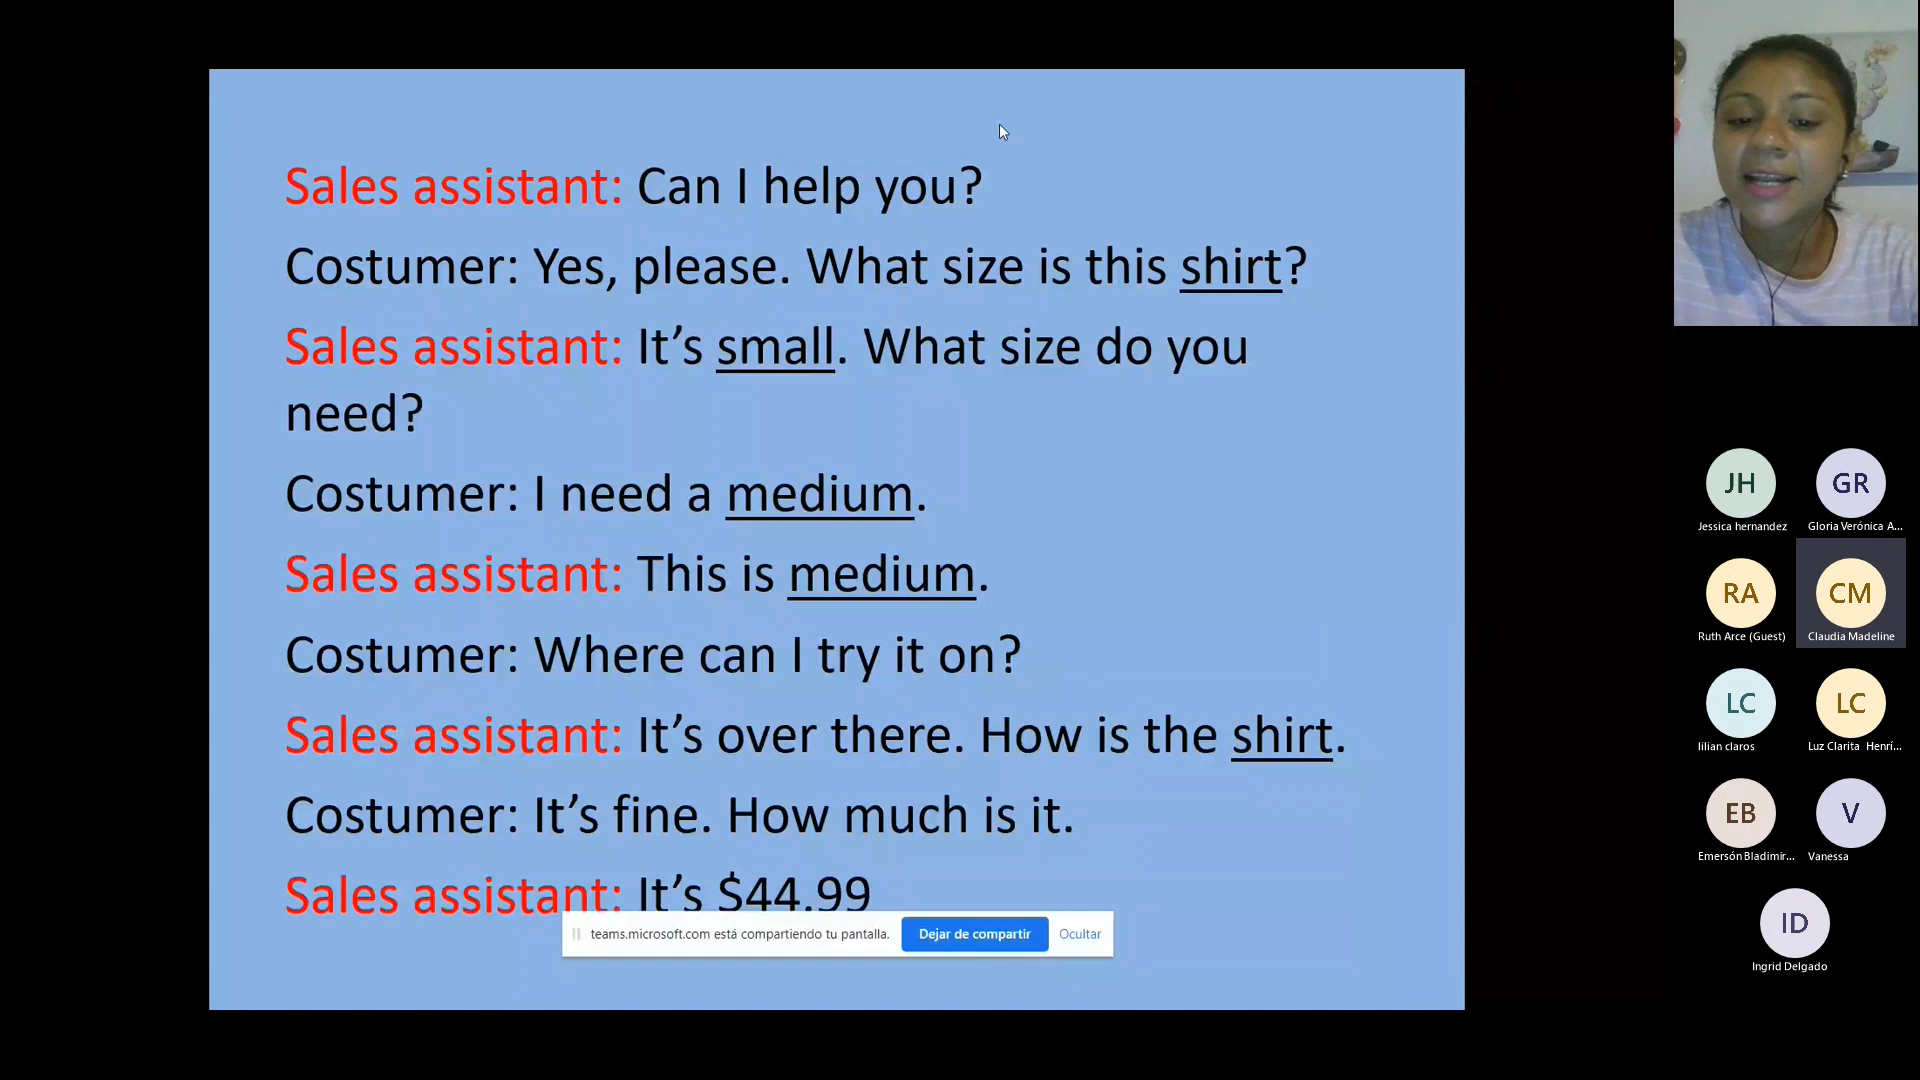 Sales assistant: Can I help you?
Costumer: Yes, please. What size is this shirt?
Sales assistant: It’s small. What size do you
need?
Costumer: I need a medium.
Sales assistant: This is medium.
Costumer: Where can I try it on?
Sales assistant: It’s over there. How is the shirt.
Costumer: It’s fine. How much is it.
Sales assistant: It’s $44.99
teams.microsoft.com está compartiendo tu pantalla. Dejar de compartir Ocultar
JH GR
Jessica hernandez Gloria Verónica A...
RA CM
Ruth Arce (Guest) Claudia Madeline
LC LC
lilian claros Luz Clarita Henrí...
EB V
Emersón Bladimir... Vanessa
ID
Ingrid Delgado